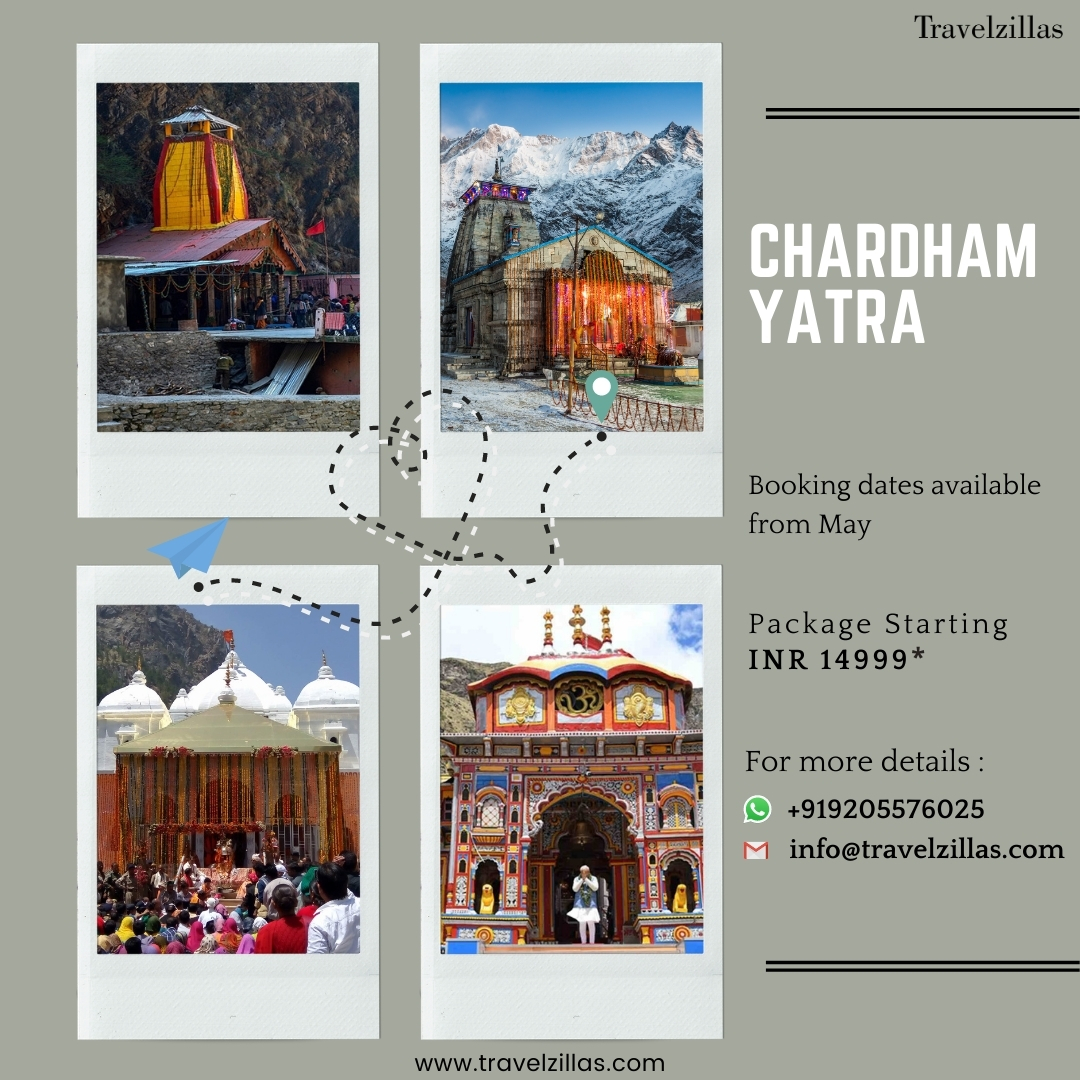 Travelzillas
CHARDHAM
YATRA
Booking dates available
from May
Package Starting
INR 14999*
For more details :
+919205576025
info@travelzillas.com
www.travelzillas.com